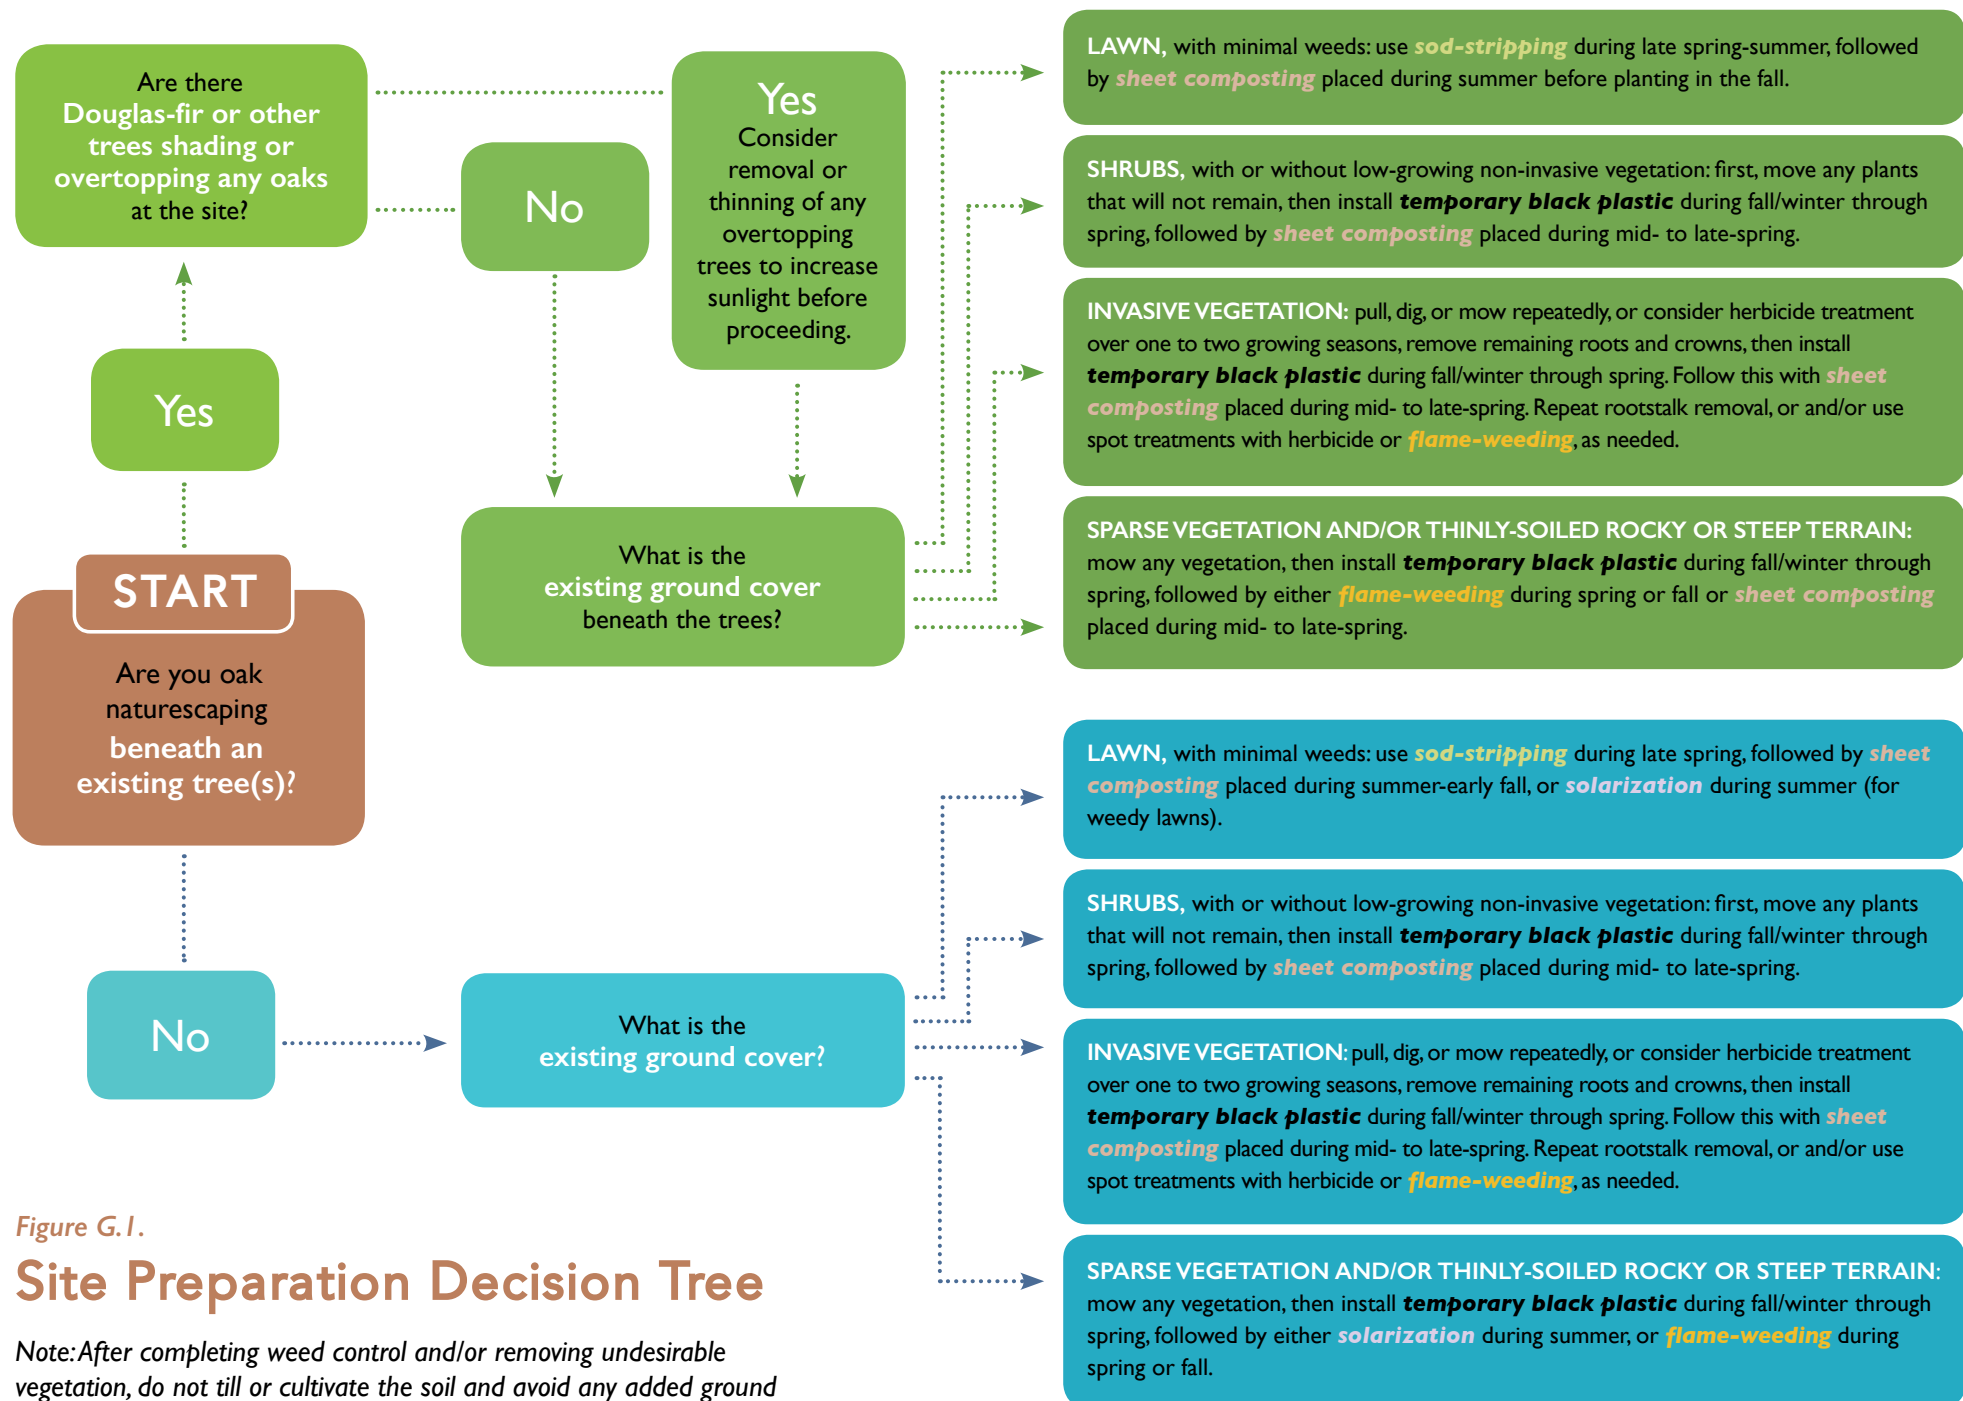 Are there
Douglas-fir or other
trees shading or
overtopping any oaks
at the site?
Yes
Consider
removal or
thinning of any
overtopping
trees to increase
sunlight before
proceeding.
No
Yes
START
Are you oak
naturescaping
beneath an
existing tree(s)?
What is the
existing ground cover
beneath the trees?
LAWN, with minimal weeds: use sod-stripping during late spring-summer, followed
by sheet composting placed during summer before planting in the fall.
SHRUBS, with or without low-growing non-invasive vegetation: first, move any plants
that will not remain, then install temporary black plastic during fall/winter through
spring, followed by sheet composting placed during mid- to late-spring.
INVASIVE VEGETATION: pull, dig, or mow repeatedly, or consider herbicide treatment
over one to two growing seasons, remove remaining roots and crowns, then install
temporary black plastic during fall/winter through spring. Follow this with sheet
composting placed during mid- to late-spring. Repeat rootstalk removal, or and/or use
spot treatments with herbicide or flame-weeding, as needed.
SPARSE VEGETATION AND/OR THINLY-SOILED ROCKY OR STEEP TERRAIN:
mow any vegetation, then install temporary black plastic during fall/winter through
spring, followed by either flame-weeding during spring or fall or sheet composting
placed during mid- to late-spring.
No
What is the
existing ground cover?
LAWN, with minimal weeds: use sod-stripping during late spring, followed by sheet
composting placed during summer-early fall, or solarization during summer (for
weedy lawns).
SHRUBS, with or without low-growing non-invasive vegetation: first, move any plants
that will not remain, then install temporary black plastic during fall/winter through
spring, followed by sheet composting placed during mid- to late-spring.
INVASIVE VEGETATION: pull, dig, or mow repeatedly, or consider herbicide treatment
over one to two growing seasons, remove remaining roots and crowns, then install
temporary black plastic during fall/winter through spring. Follow this with sheet
composting placed during mid- to late-spring. Repeat rootstalk removal, or and/or use
spot treatments with herbicide or flame-weeding, as needed.
SPARSE VEGETATION AND/OR THINLY-SOILED ROCKY OR STEEP TERRAIN:
mow any vegetation, then install temporary black plastic during fall/winter through
spring, followed by either solarization during summer, or flame-weeding during
spring or fall.
Figure G.1.
Site Preparation Decision Tree
Note: After completing weed control and/or removing undesirable
vegetation, do not till or cultivate the soil and avoid any added ground